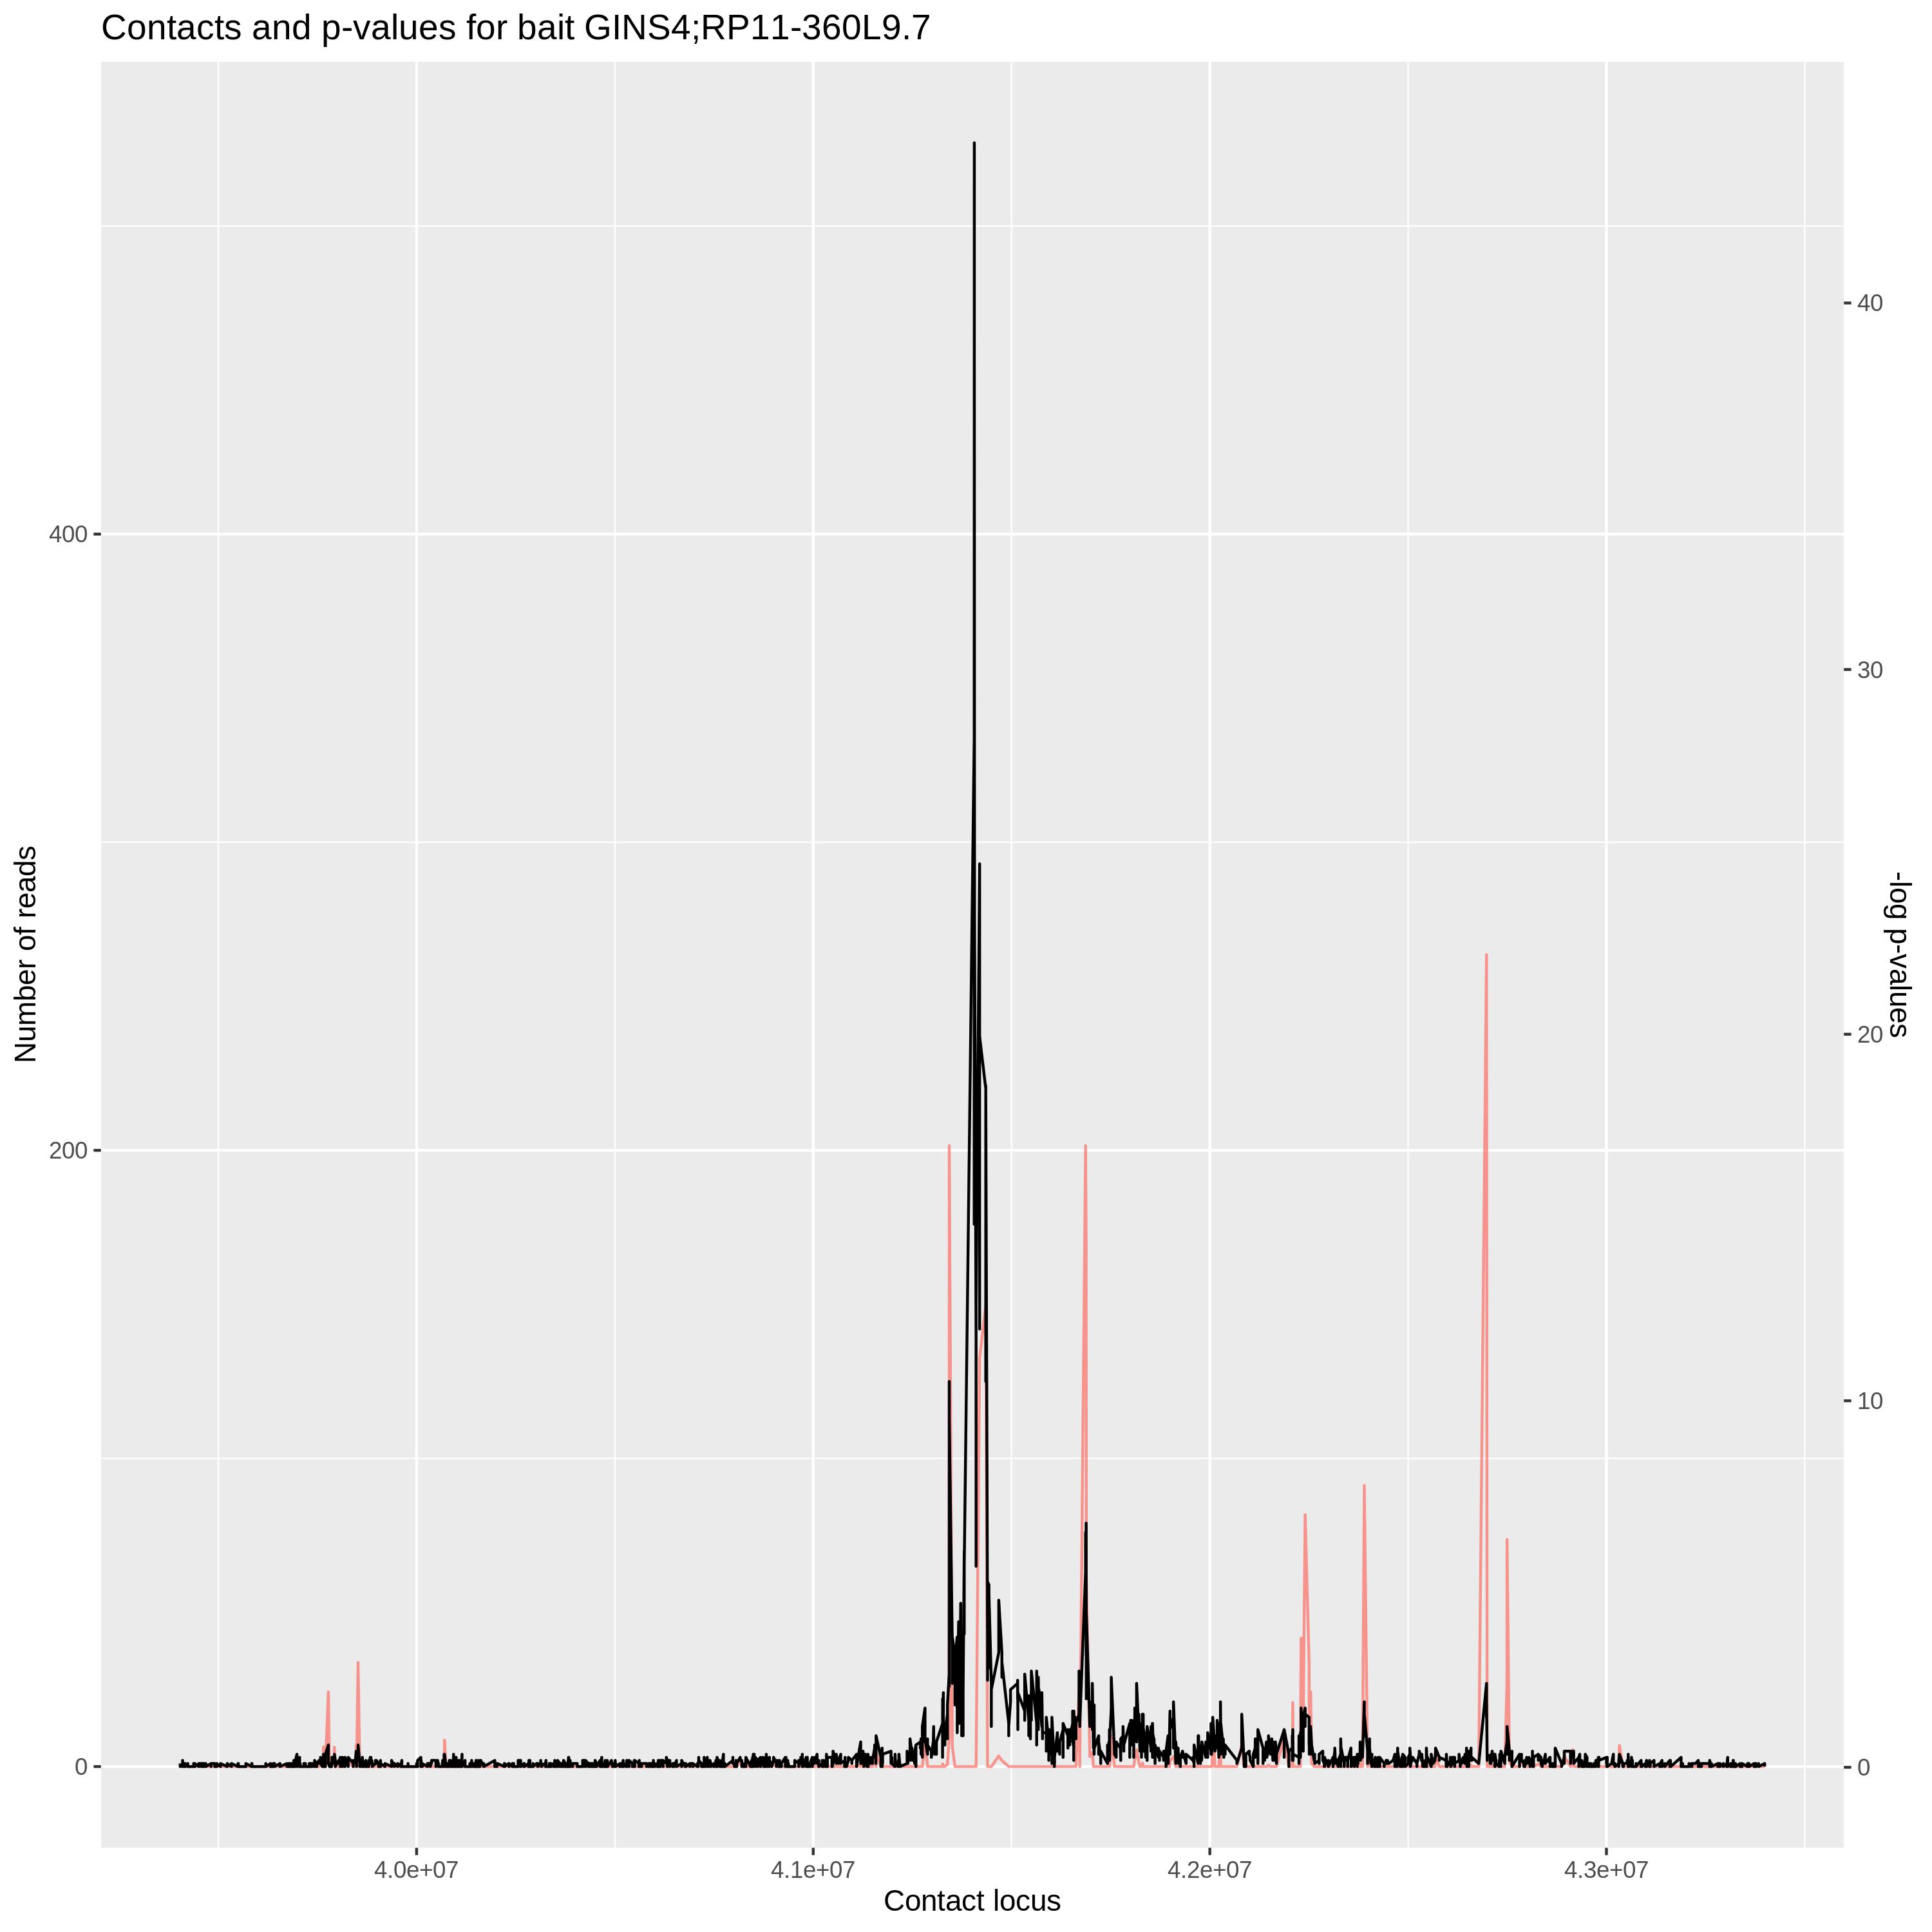 Contacts and p-values for bait GINS4;RP11-360L9.7
Number of reads
400
200
0
40
30
20
10
0
-log p-values
4.0e+07
4.1e+07
4.2e+07
4.3e+07
Contact locus